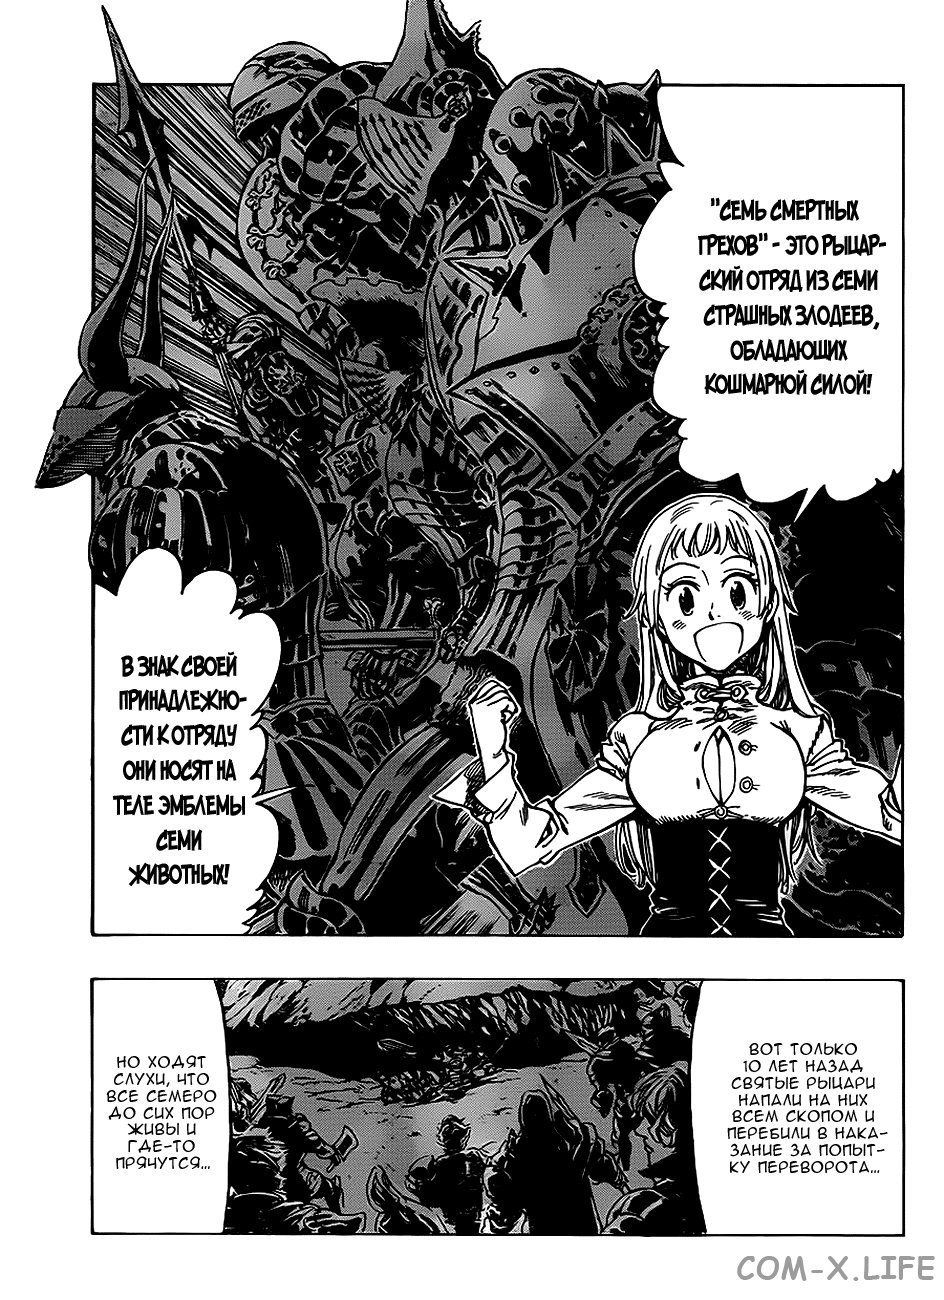 "СЕМЬ СМЕРТНЫХ
ГРЕХОВ" - ЭТО РЫЦАР-
СКИЙ ОТРЯД ИЗ СЕМИ
СТРАШНЫХ ЗЛОДЕЕВ,
ОБЛАДАЮЩИХ
КОШМАРНОЙ СИЛОЙ!
В ЗНАК СВОЕЙ
ПРИНАДЛЕЖНО-
СТИ К ОТРЯДУ
ОНИ НОСЯТ НА
ТЕЛЕ ЭМБЛЕМЫ
СЕМИ
ЖИВОТНЫХ!
ВОТ ТОЛЬКО
10 ЛЕТ НАЗАД
СВЯТЫЕ РЫЦАРИ
НАПАЛИ НА НИХ
ВСЕМ СКОПОМ И
ПЕРЕБИЛИ В НАКА-
ЗАНИЕ ЗА ПОПЫТ-
КУ ПЕРЕВОРОТА...
НО ХОДЯТ
СЛУХИ, ЧТО
ВСЕ СЕМЕРО
ДО СИХ ПОР
ЖИВЫ И
ГДЕ-ТО
ПРЯЧУТСЯ...
COM-X.LIFE